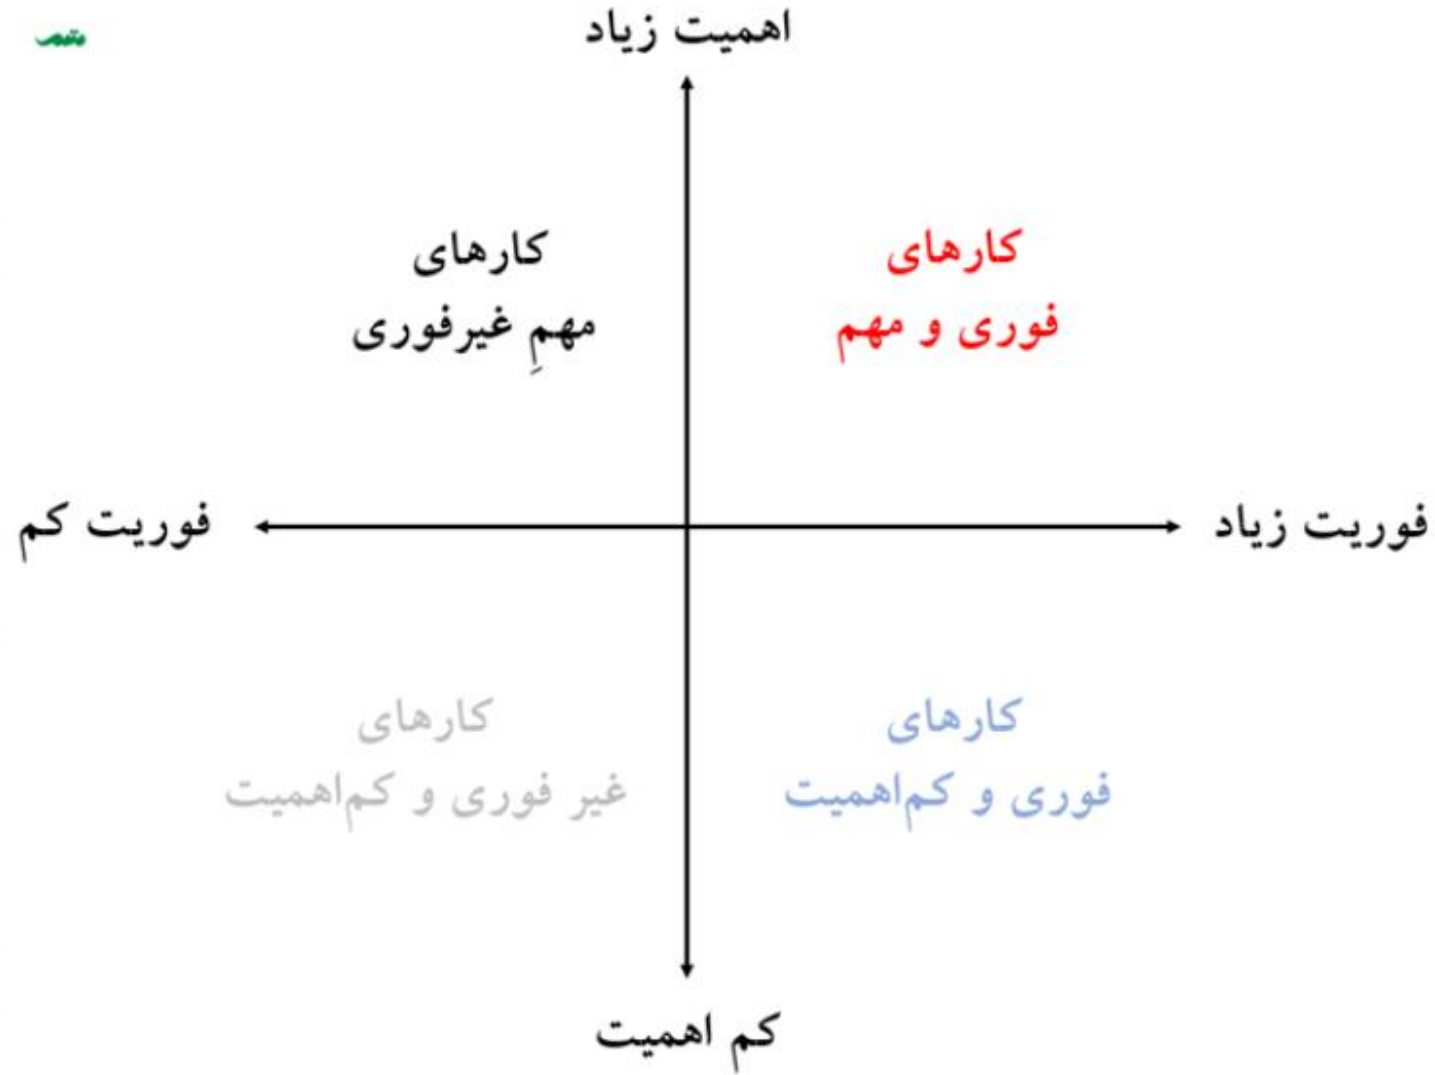 اهمیت زیاد
کارهای
فوری و مهم
کارهای
مهمِ غیرفوری
فوریت زیاد
فوریت کم
کارهای
فوری و کم‌اهمیت
کارهای
غیر فوری و کم‌اهمیت
کم اهمیت